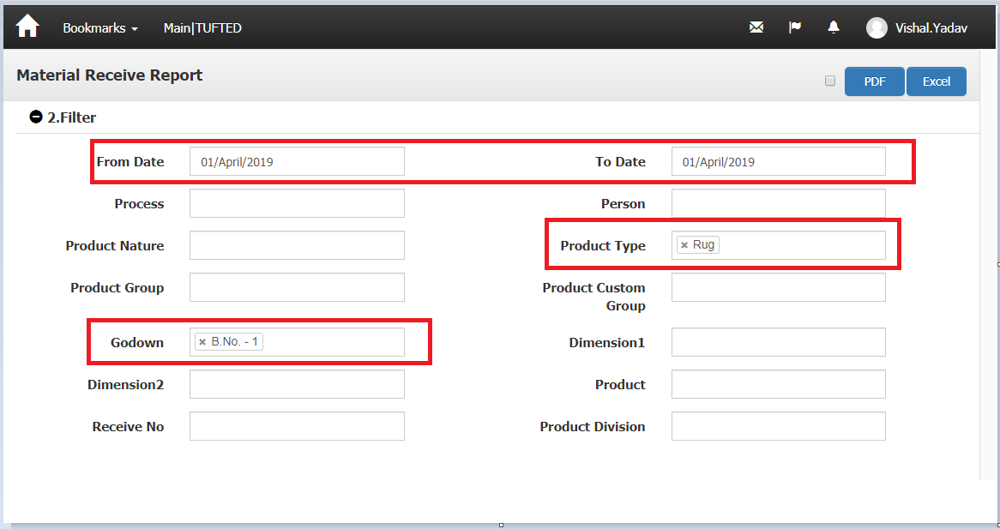 Bookmarks Main|TUFTED Vishal.Yadav
Material Receive Report PDF Excel
2.Filter
From Date 01/April/2019 To Date 01/April/2019
Process Person
Product Nature Product Type × Rug
Product Group Product Custom
Group
Godown × B.No. - 1 Dimension1
Dimension2 Product
Receive No Product Division